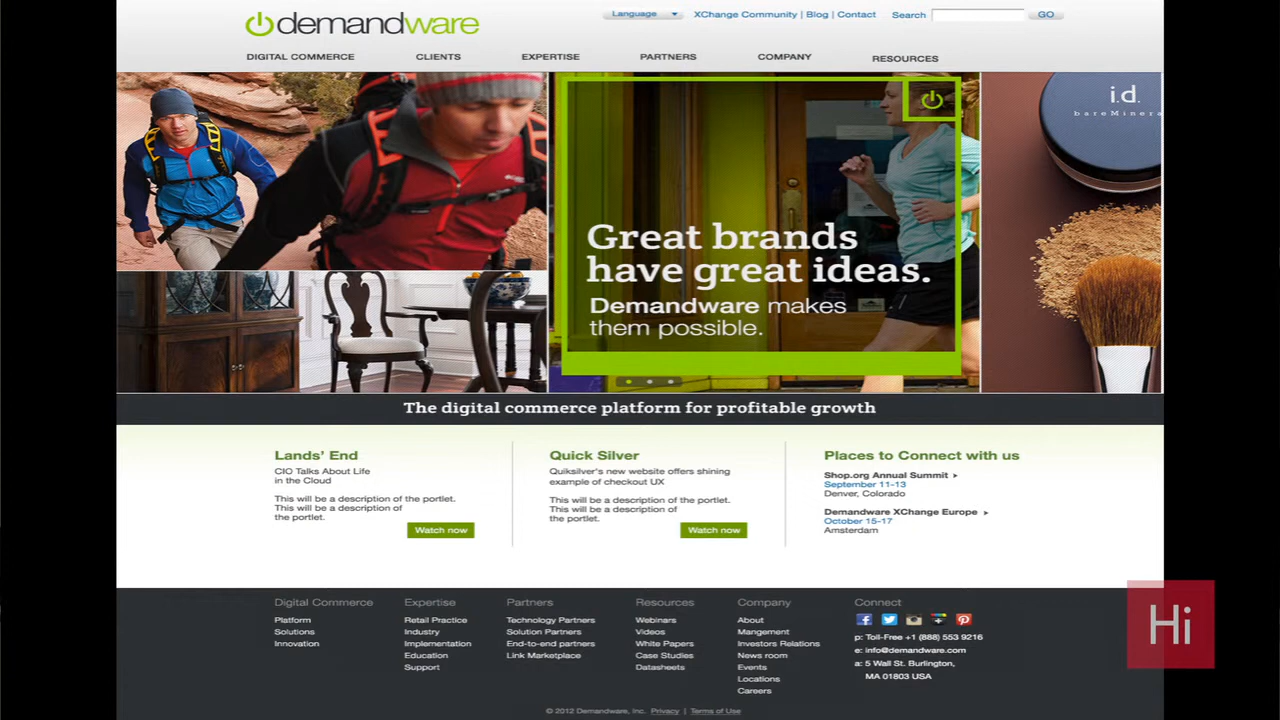 demandware
Language
XChange Community | Blog | Contact
Search
GO
DIGITAL COMMERCE
CLIENTS
EXPERTISE
PARTNERS
COMPANY
RESOURCES
i.d.
bareMinera
Great brands
have great ideas.
Demandware makes
them possible.
The digital commerce platform for profitable growth
Lands' End
CIO Talks About Life
in the Cloud
This will be a description of the portlet.
This will be a description of
the portlet.
Watch now
Quick Silver
Quiksilver's new website offers shining
example of checkout UX
This will be a description of the portlet.
This will be a description of
the portlet.
Watch now
Places to Connect with us
Shop.org Annual Summit
September 11-13
Denver, Colorado
Demandware XChange Europe
October 15-17
Amsterdam
Digital Commerce
Platform
Solutions
Innovation
Expertise
Retail Practice
Industry
Implementation
Education
Support
Partners
Technology Partners
Solution Partners
End-to-end partners
Link Marketplace
Resources
Webinars
Videos
White Papers
Case Studies
Datasheets
Company
About
Mangement
Investors Relations
News room
Events
Locations
Careers
Connect
p: Toll-Free +1 (888) 553 9216
e: info@demandware.com
a: 5 Wall St. Burlington,
MA 01803 USA
Hi
© 2012 Demandware, Inc. Privacy | Terms of Use